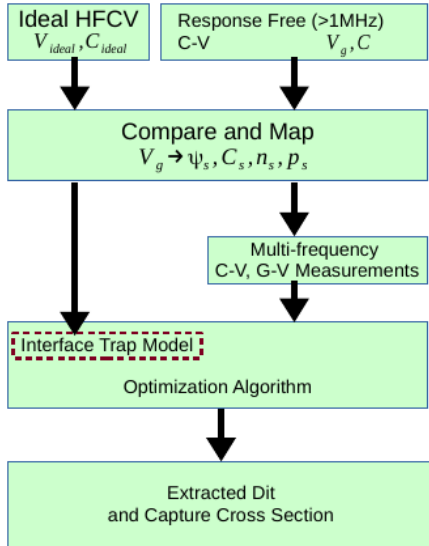 Ideal HFCV
V_ideal, C_ideal
Response Free (>1MHz)
C-V V_g, C
Compare and Map
V_g → ψ_s, C_s, n_s, p_s
Multi-frequency
C-V, G-V Measurements
Interface Trap Model
Optimization Algorithm
Extracted Dit
and Capture Cross Section